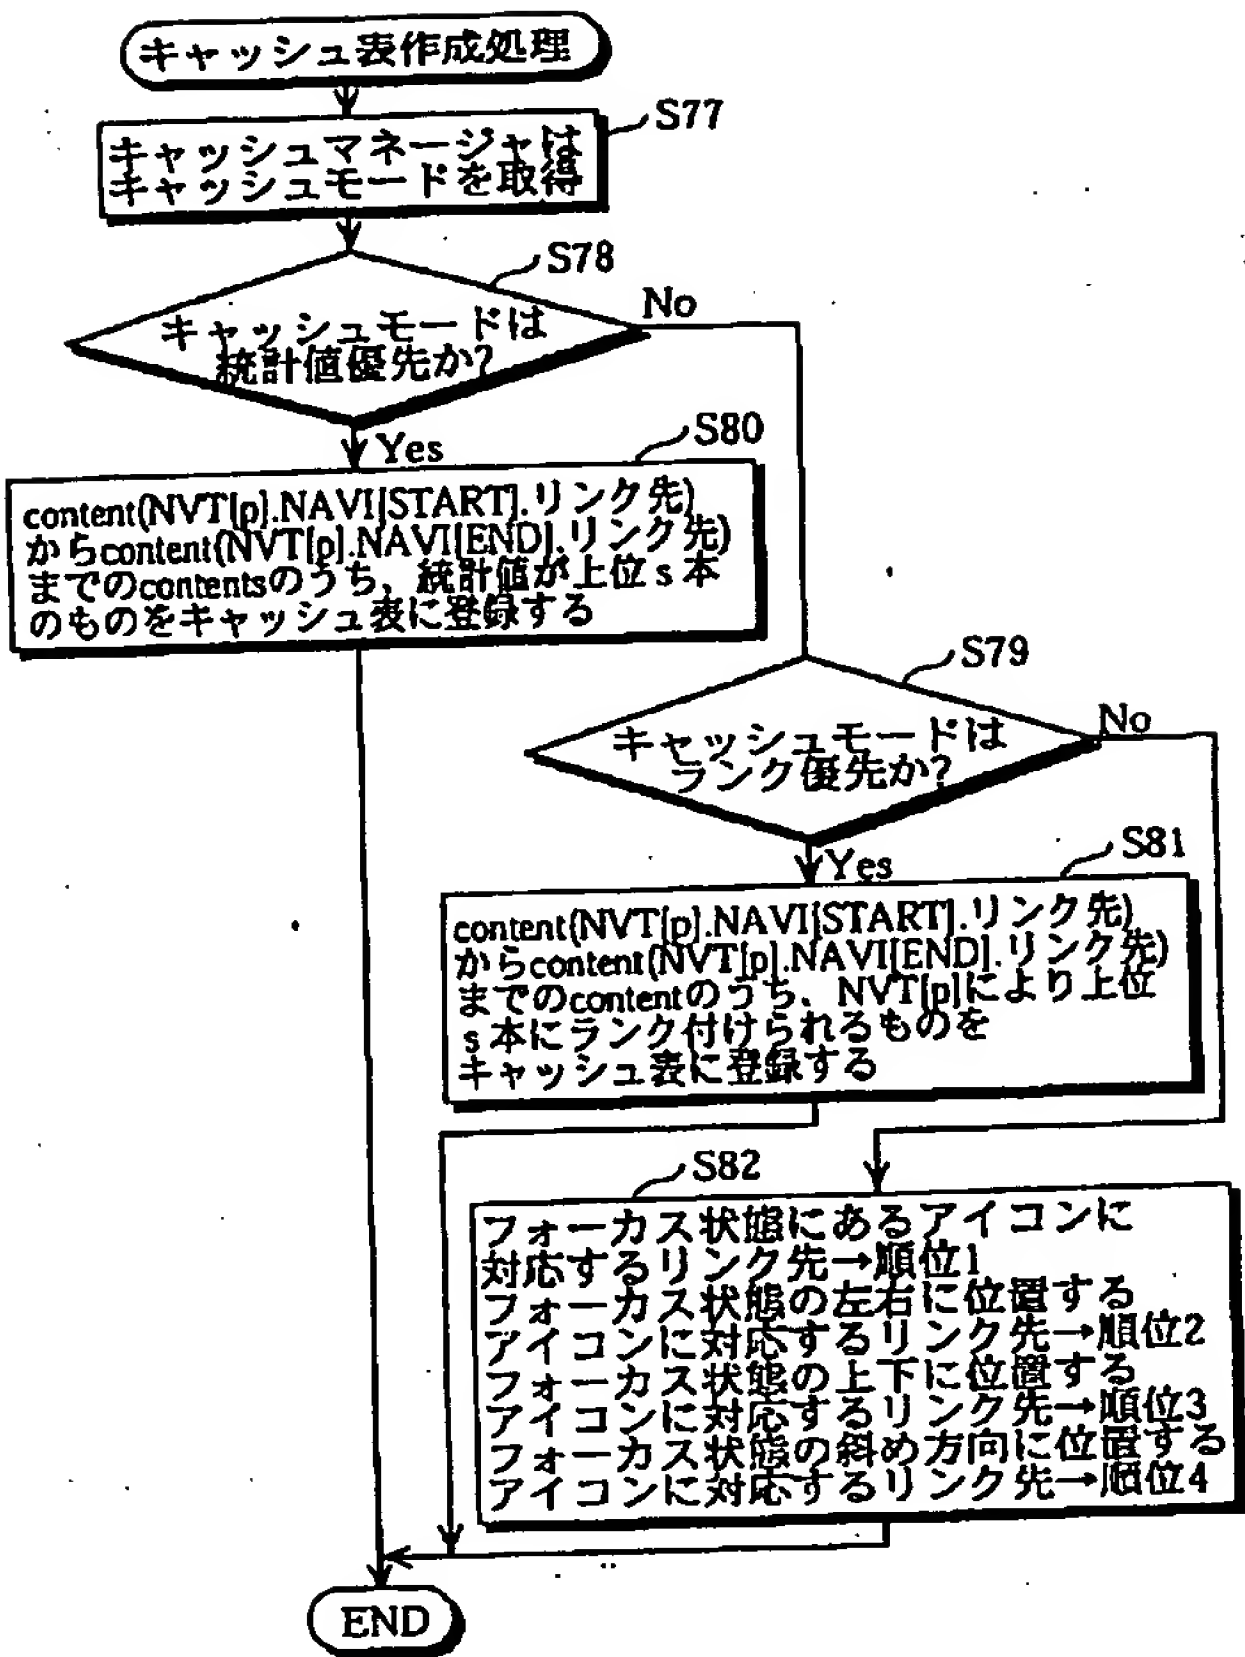 キャッシュ表作成処理
S77
キャッシュマネージャは
キャッシュモードを取得
S78
キャッシュモードは
統計値優先か?
No
Yes
S80
content(NVT[p].NAVI[START].リンク先)
からcontent(NVT[p].NAVI[END].リンク先)
までのcontentsのうち、統計値が上位s本
のものをキャッシュ表に登録する
S79
キャッシュモードは
ランク優先か?
No
Yes
S81
content(NVT[p].NAVI[START].リンク先)
からcontent(NVT[p].NAVI[END].リンク先)
までのcontentのうち、NVT[p]により上位
s本にランク付けられるものを
キャッシュ表に登録する
S82
フォーカス状態にあるアイコンに
対応するリンク先→順位1
フォーカス状態の左右に位置する
アイコンに対応するリンク先→順位2
フォーカス状態の上下に位置する
アイコンに対応するリンク先→順位3
フォーカス状態の斜め方向に位置する
アイコンに対応するリンク先→順位4
END